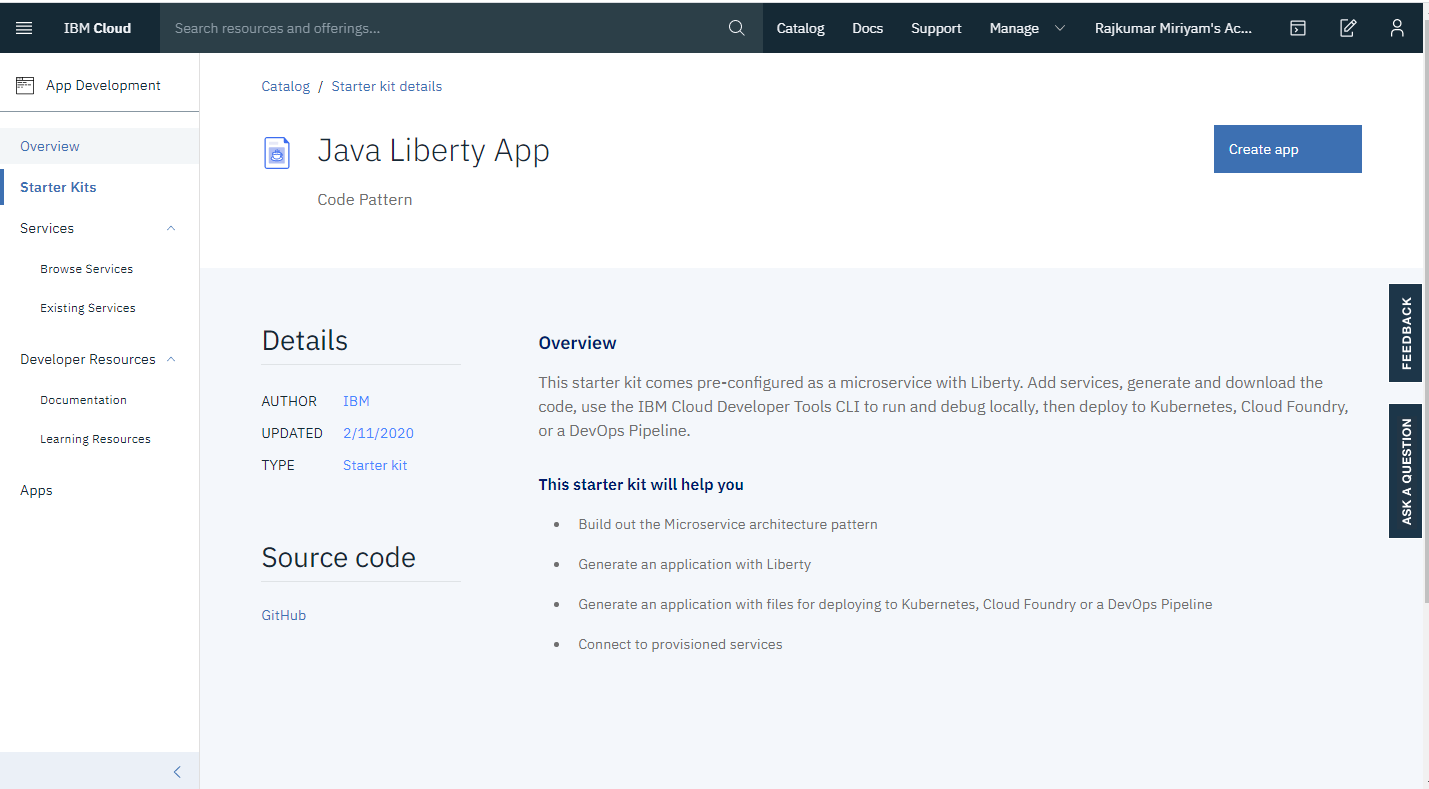 IBM Cloud
Search resources and offerings...
Catalog
Docs
Support
Manage
Rajkumar Miriyam's Ac...
App Development
Overview
Starter Kits
Services
Browse Services
Existing Services
Developer Resources
Documentation
Learning Resources
Apps
Catalog / Starter kit details
Java Liberty App
Code Pattern
Create app
Details
AUTHOR IBM
UPDATED 2/11/2020
TYPE Starter kit
Source code
GitHub
Overview
This starter kit comes pre-configured as a microservice with Liberty. Add services, generate and download the
code, use the IBM Cloud Developer Tools CLI to run and debug locally, then deploy to Kubernetes, Cloud Foundry,
or a DevOps Pipeline.
This starter kit will help you
• Build out the Microservice architecture pattern
• Generate an application with Liberty
• Generate an application with files for deploying to Kubernetes, Cloud Foundry or a DevOps Pipeline
• Connect to provisioned services
FEEDBACK
ASK A QUESTION